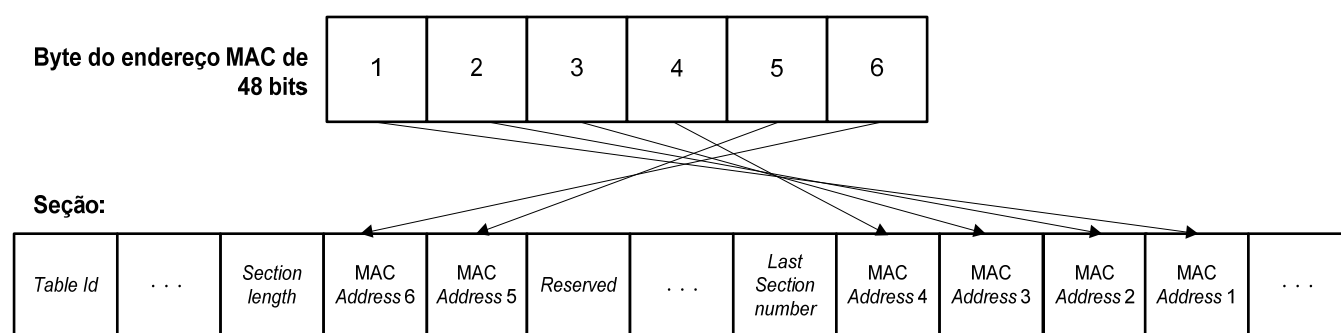 Byte do endereço MAC de
48 bits
1 2 3 4 5 6
Seção:
Table Id
. . .
Section
length
MAC
Address 6
MAC
Address 5
Reserved
. . .
Last
Section
number
MAC
Address 4
MAC
Address 3
MAC
Address 2
MAC
Address 1
. . .